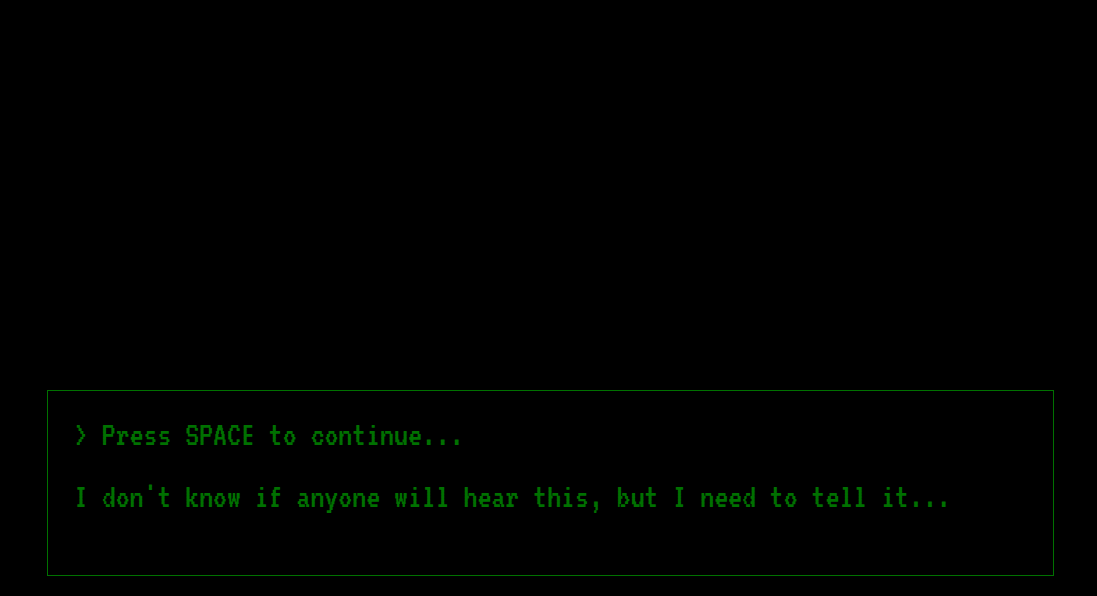 > Press SPACE to continue...
I don't know if anyone will hear this, but I need to tell it...